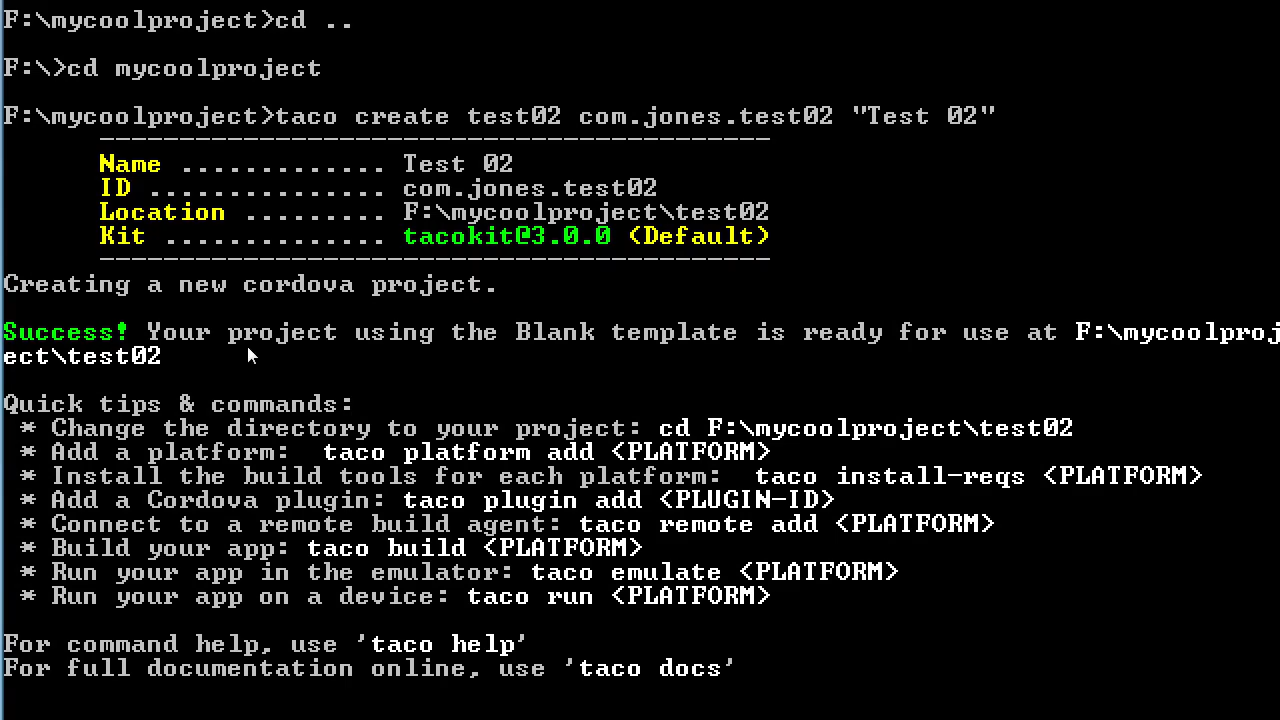 F:\mycoolproject>cd ..
F:\>cd mycoolproject
F:\mycoolproject>taco create test02 com.jones.test02 "Test 02"
------------------------------------------
Name ............. Test 02
ID ............... com.jones.test02
Location ......... F:\mycoolproject\test02
Kit .............. tacokit@3.0.0 (Default)
------------------------------------------
Creating a new cordova project.
Success! Your project using the Blank template is ready for use at F:\mycoolproj
ect\test02
Quick tips & commands:
* Change the directory to your project: cd F:\mycoolproject\test02
* Add a platform:  taco platform add <PLATFORM>
* Install the build tools for each platform:  taco install-reqs <PLATFORM>
* Add a Cordova plugin: taco plugin add <PLUGIN-ID>
* Connect to a remote build agent: taco remote add <PLATFORM>
* Build your app: taco build <PLATFORM>
* Run your app in the emulator: taco emulate <PLATFORM>
* Run your app on a device: taco run <PLATFORM>
For command help, use 'taco help'
For full documentation online, use 'taco docs'